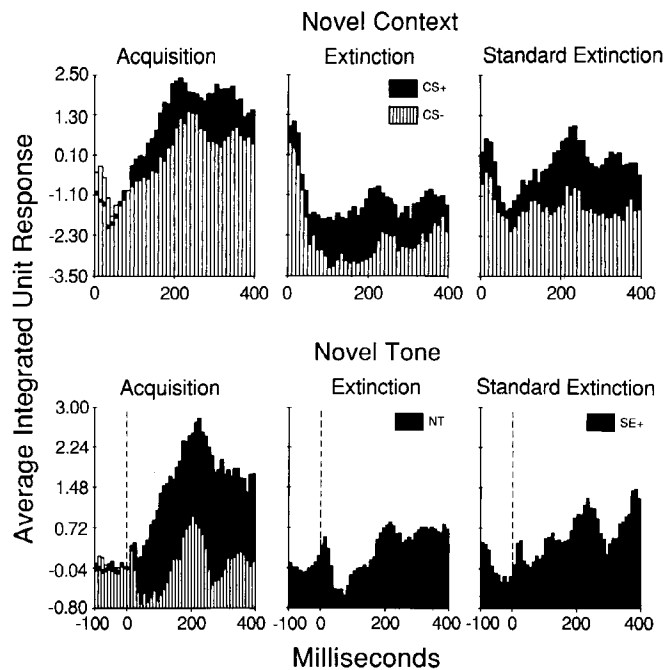 Novel Context
Acquisition
Extinction
Standard Extinction
CS+
CS-
2.50
1.30
0.10
-1.10
-2.30
-3.50
0 200 400
0 200 400
0 200 400
Average Integrated Unit Response
Novel Tone
Acquisition
Extinction
Standard Extinction
NT
SE+
3.00
2.24
1.48
0.72
-0.04
-0.80
-100 0 200 400
-100 0 200 400
-100 0 200 400
Milliseconds